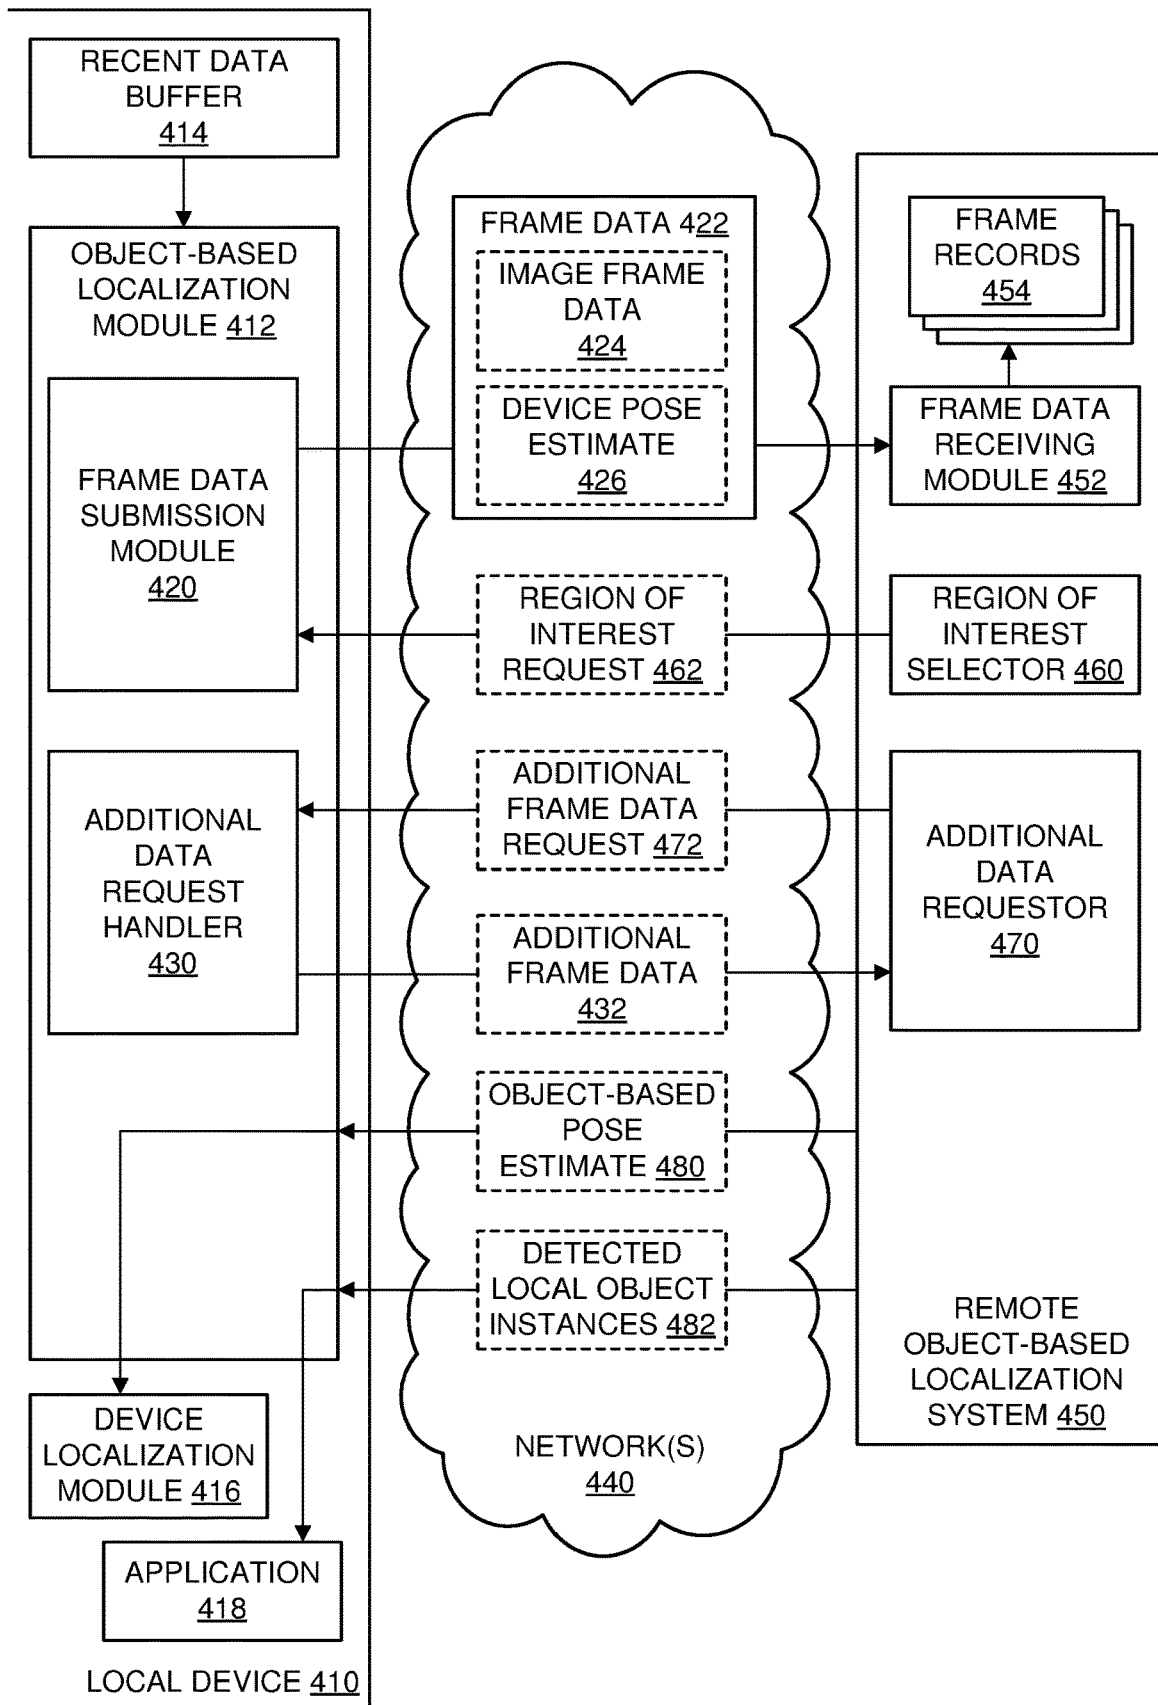 RECENT DATA
BUFFER
414
OBJECT-BASED
LOCALIZATION
MODULE 412
FRAME DATA
SUBMISSION
MODULE
420
ADDITIONAL
DATA
REQUEST
HANDLER
430
DEVICE
LOCALIZATION
MODULE 416
APPLICATION
418
LOCAL DEVICE 410
FRAME DATA 422
IMAGE FRAME
DATA
424
DEVICE POSE
ESTIMATE
426
REGION OF
INTEREST
REQUEST 462
ADDITIONAL
FRAME DATA
REQUEST 472
ADDITIONAL
FRAME DATA
432
OBJECT-BASED
POSE
ESTIMATE 480
DETECTED
LOCAL OBJECT
INSTANCES 482
NETWORK(S)
440
FRAME
RECORDS
454
FRAME DATA
RECEIVING
MODULE 452
REGION OF
INTEREST
SELECTOR 460
ADDITIONAL
DATA
REQUESTOR
470
REMOTE
OBJECT-BASED
LOCALIZATION
SYSTEM 450